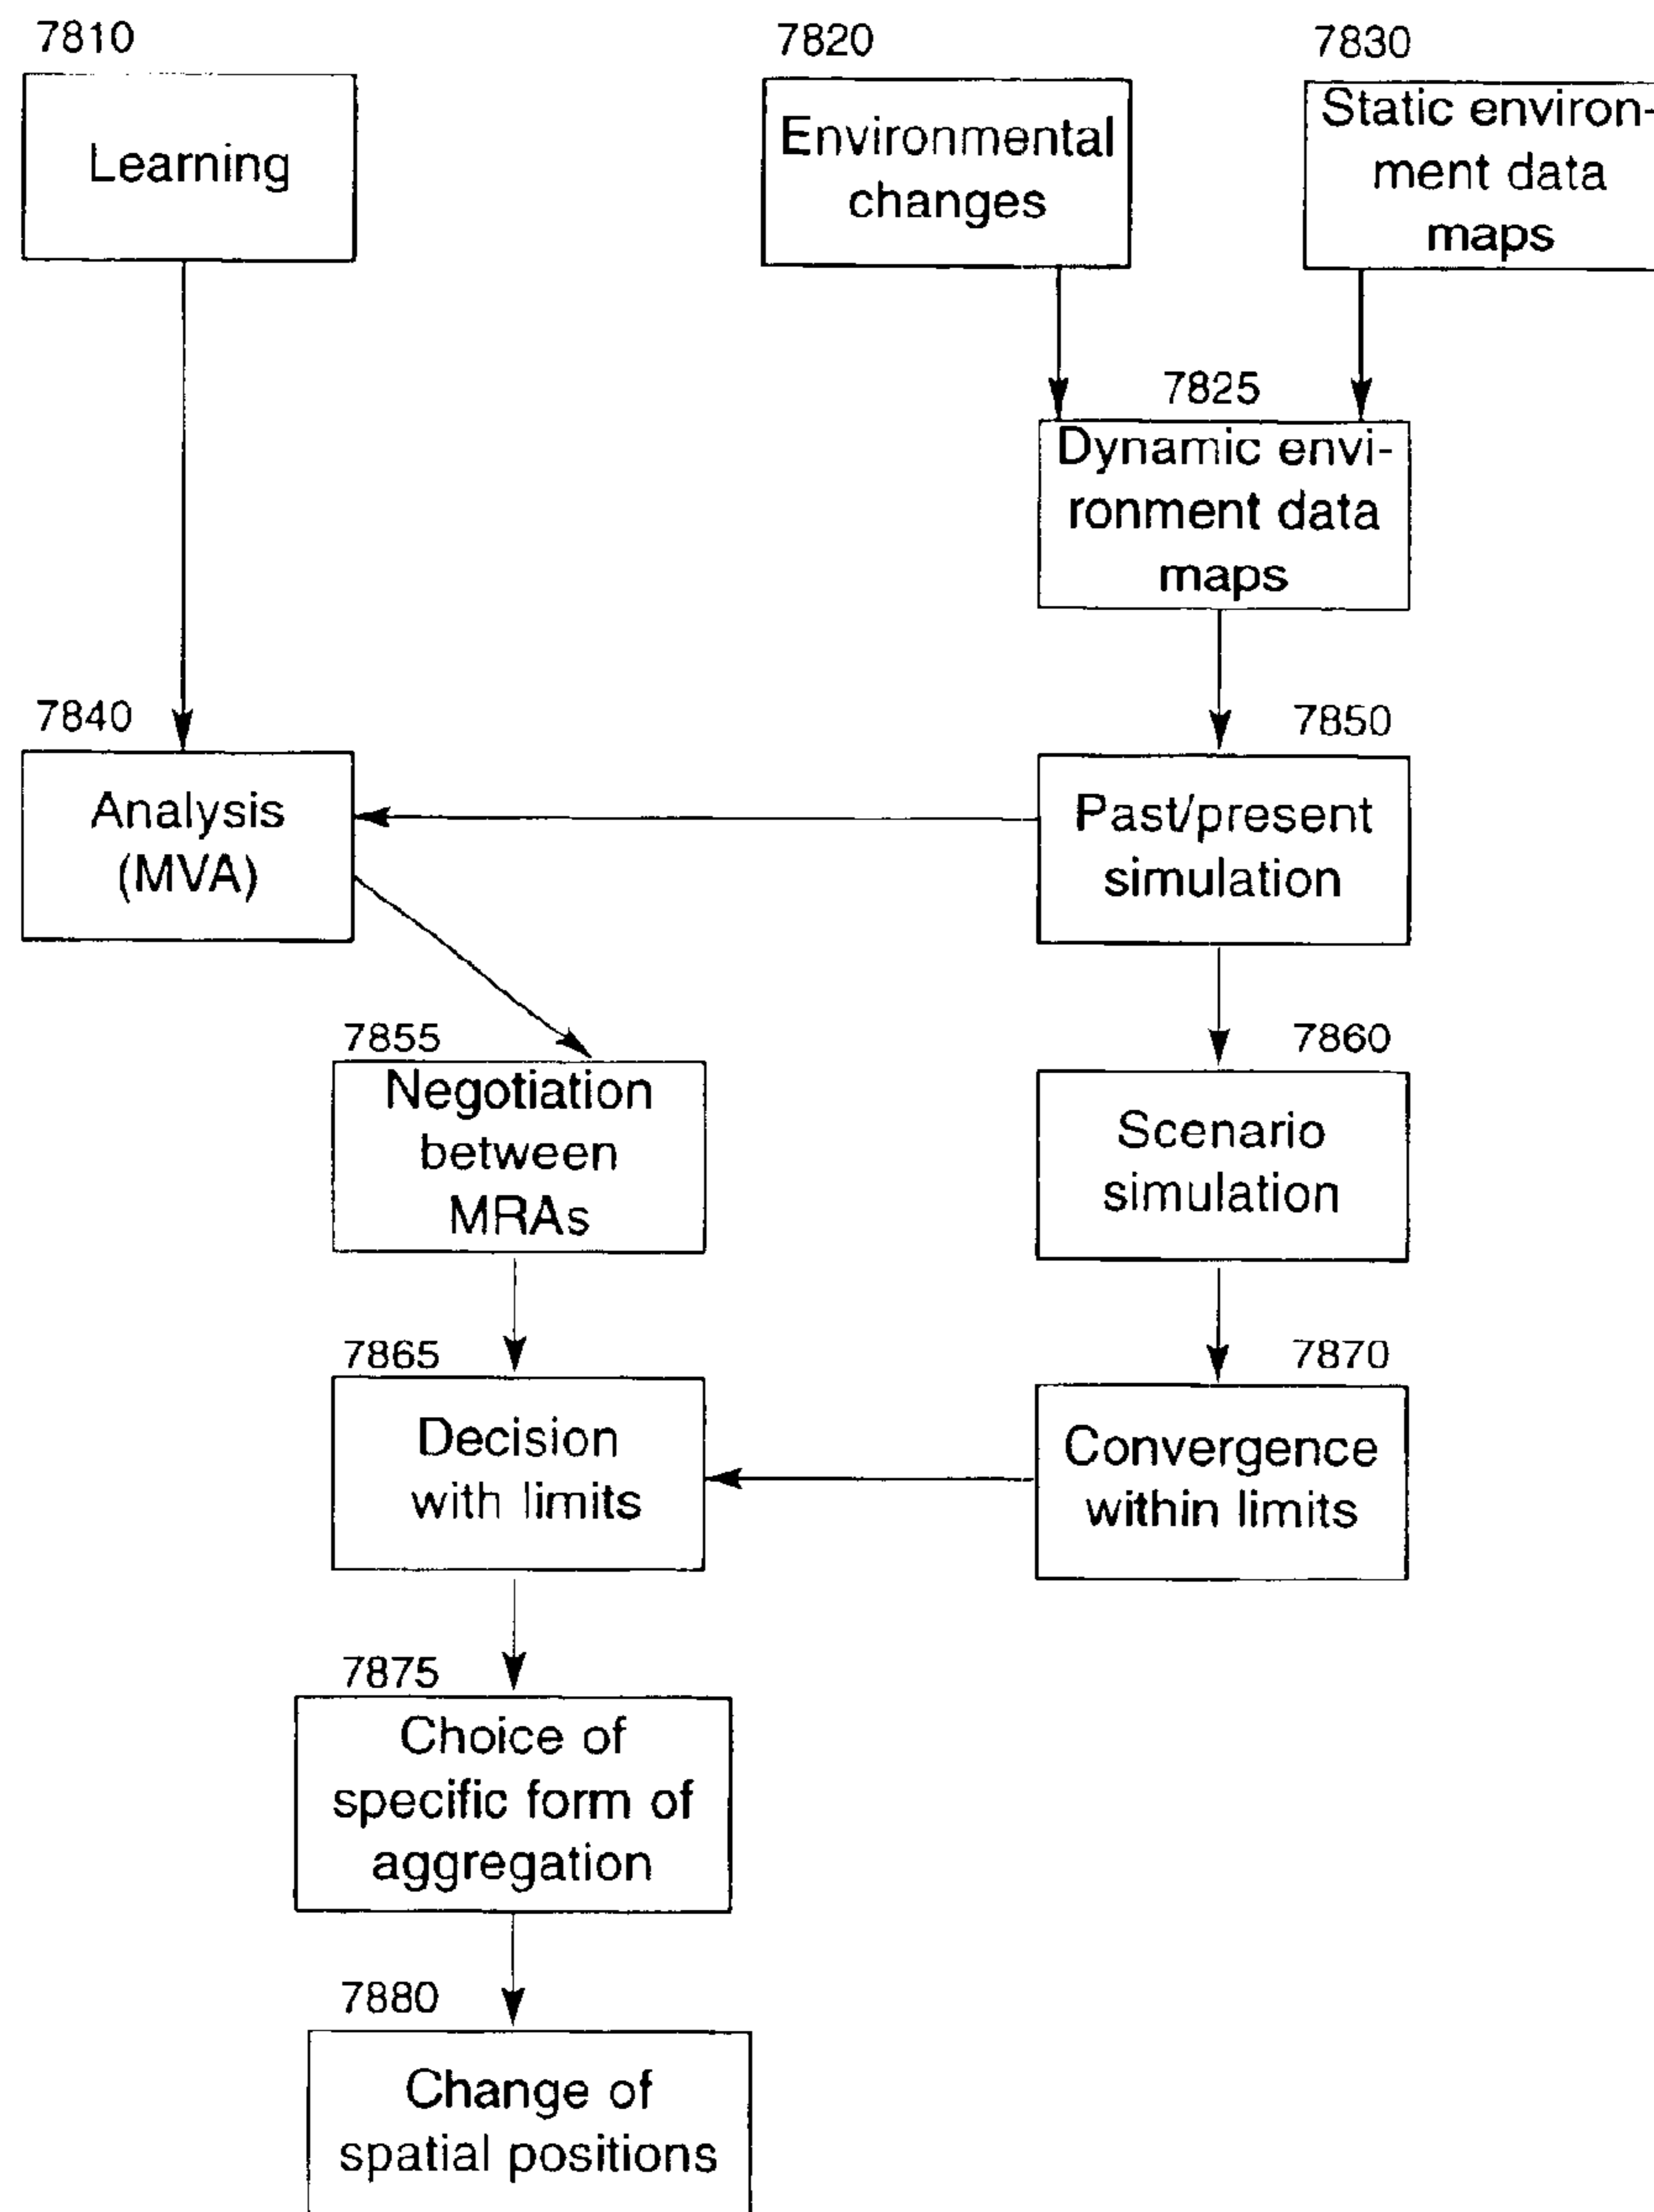 7810
Learning
7820
Environmental
changes
7830
Static environ-
ment data
maps
7825
Dynamic envi-
ronment data
maps
7840
Analysis
(MVA)
7850
Past/present
simulation
7855
Negotiation
between
MRAs
7860
Scenario
simulation
7865
Decision
with limits
7870
Convergence
within limits
7875
Choice of
specific form of
aggregation
7880
Change of
spatial positions